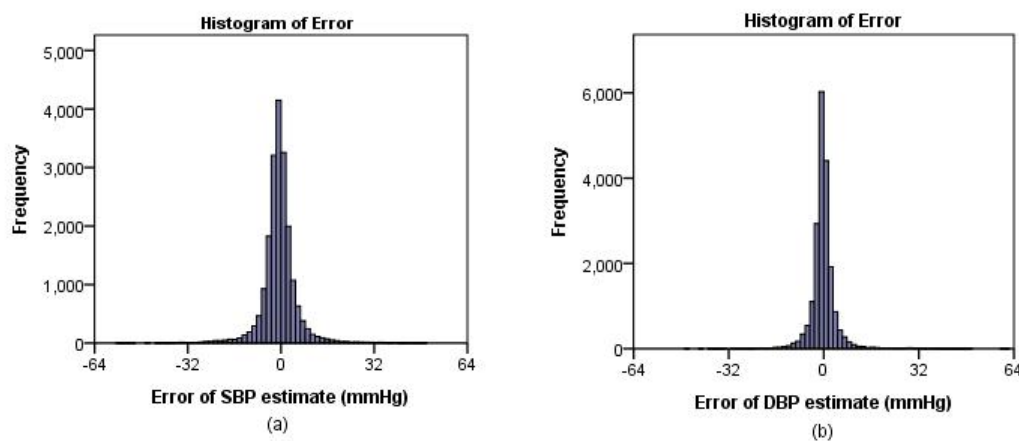 Histogram of Error
5,000
4,000
3,000
2,000
1,000
0
Frequency
-64
-32
0
32
64
Error of SBP estimate (mmHg)
(a)
Histogram of Error
6,000
4,000
2,000
0
Frequency
-64
-32
0
32
64
Error of DBP estimate (mmHg)
(b)